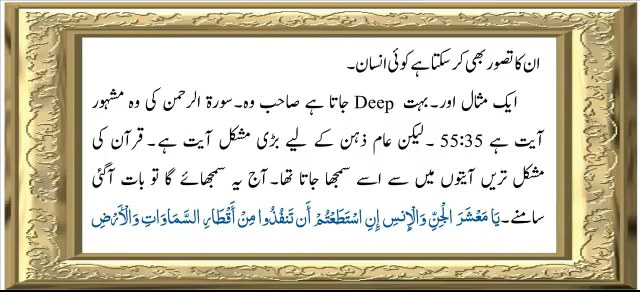 ان کا تصور بھی کر سکتا ہے کوئی انسان۔
ایک مثال اور۔ بہت Deep جاتا ہے صاحب وہ۔ سورۃ الرحمن کی وہ مشہور
آیت ہے 55:35 ۔ لیکن عام ذہن کے لیے بڑی مشکل آیت ہے۔ قرآن کی
مشکل تریں آیتوں میں سے اسے سمجھا جاتا تھا۔ آج یہ سمجھائے گا تو بات آگئی
سامنے۔ يَا مَعْشَرَ الْجِنِّ وَالْإِنسِ إِنِ اسْتَطَعْتُمْ أَن تَنفُذُوا مِنْ أَقْطَارِ السَّمَاوَاتِ وَالْأَرْضِ